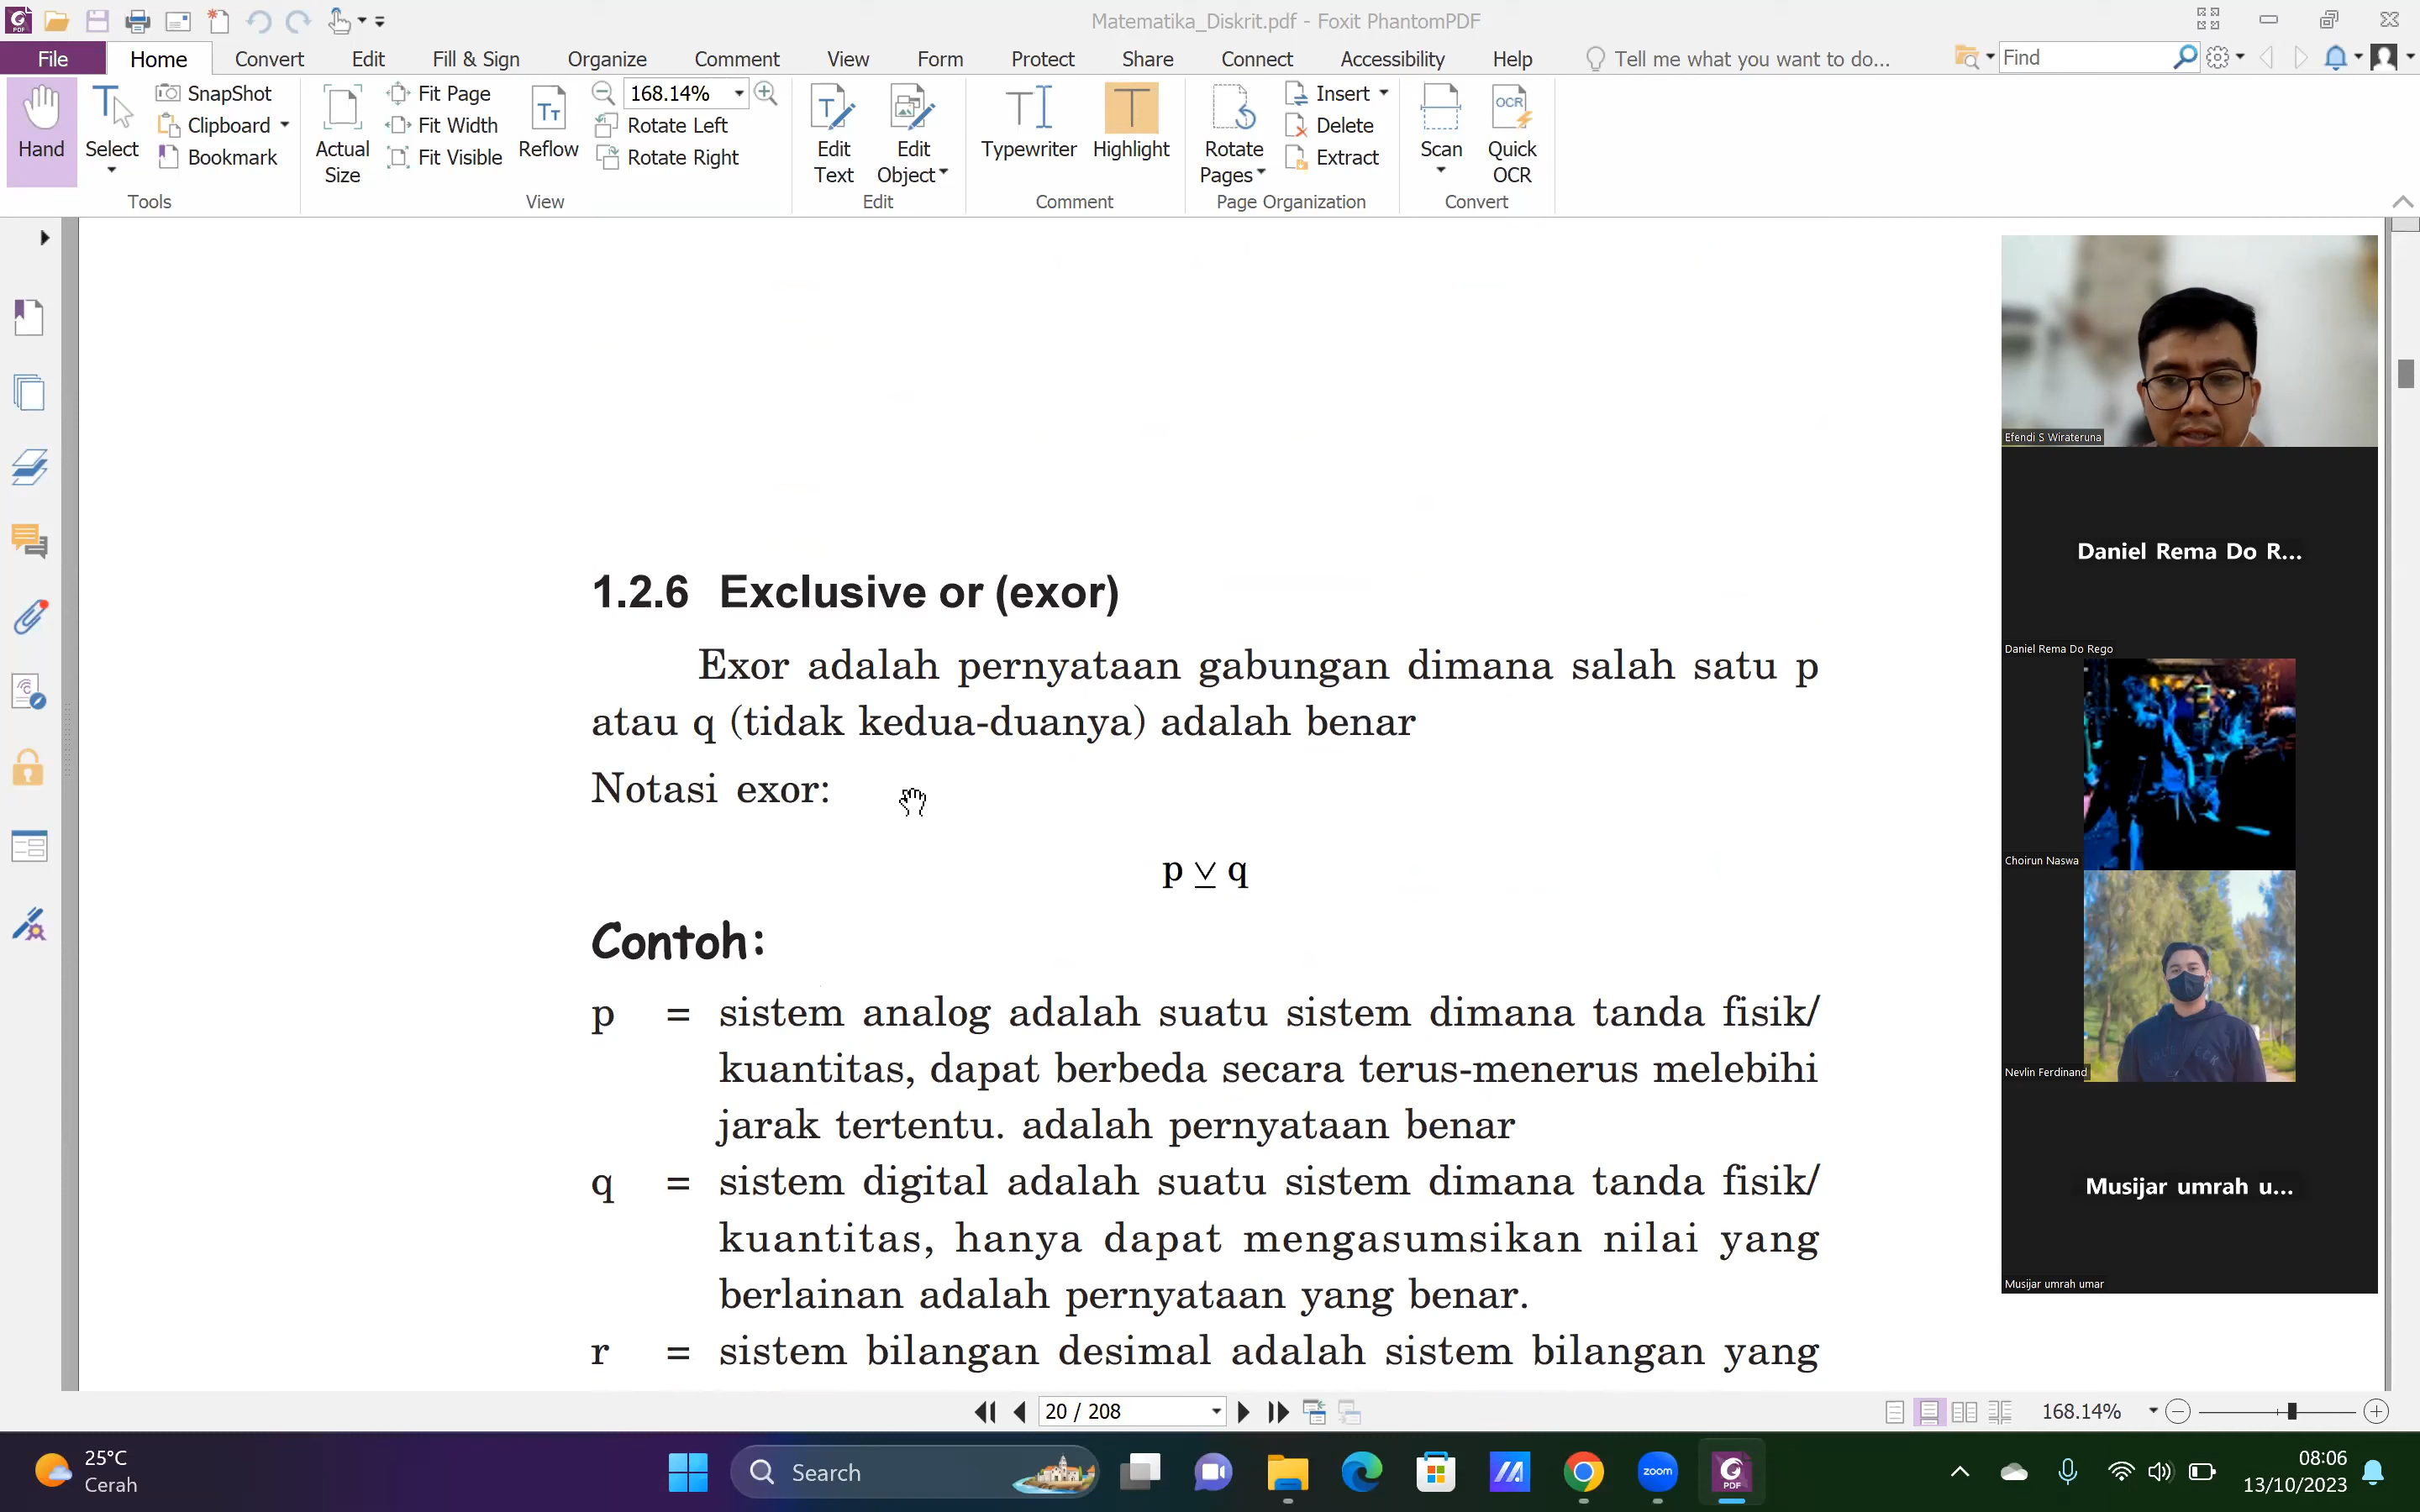 Matematika_Diskrit.pdf - Foxit PhantomPDF
File Home Convert Edit Fill & Sign Organize Comment View Form Protect Share Connect Accessibility Help Tell me what you want to do... Find
Hand
Select
SnapShot
Clipboard
Bookmark
Tools
Actual
Size
Fit Page
Fit Width
Fit Visible
Reflow
168.14%
Rotate Left
Rotate Right
View
Edit
Text
Edit
Object
Edit
Typewriter
Highlight
Comment
Rotate
Pages
Insert
Delete
Extract
Page Organization
Scan
OCR
Quick
OCR
Convert
1.2.6 Exclusive or (exor)
Exor adalah pernyataan gabungan dimana salah satu p
atau q (tidak kedua-duanya) adalah benar
Notasi exor:
p ⊻ q
Contoh:
p = sistem analog adalah suatu sistem dimana tanda fisik/
kuantitas, dapat berbeda secara terus-menerus melebihi
jarak tertentu. adalah pernyataan benar
q = sistem digital adalah suatu sistem dimana tanda fisik/
kuantitas, hanya dapat mengasumsikan nilai yang
berlainan adalah pernyataan yang benar.
r = sistem bilangan desimal adalah sistem bilangan yang
Efendi S Wirateruna
Daniel Rema Do R...
Daniel Rema Do Rego
Choirun Naswa
Nevlin Ferdinand
Musijar umrah u...
Musijar umrah umar
20 / 208
168.14%
25°C
Cerah
Search
zoom
PDF
08:06
13/10/2023